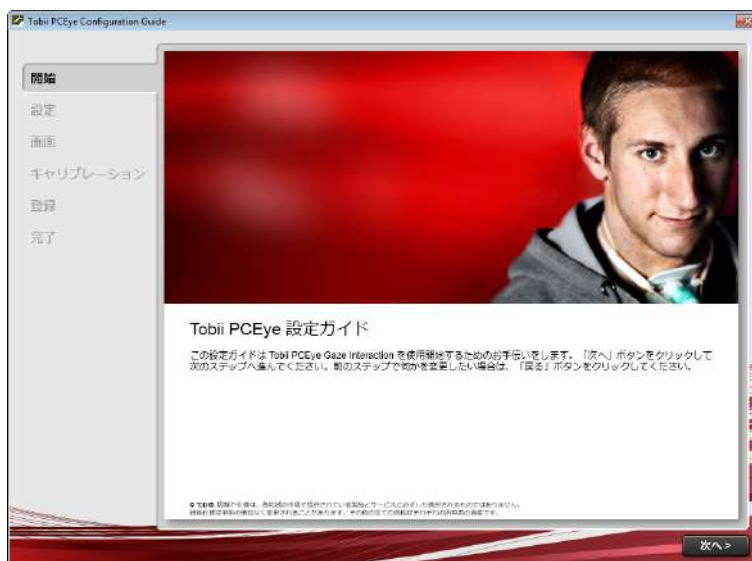 Tobii PCEye Configuration Guide
開始
設定
画面
キャリブレーション
登録
完了
Tobii PCEye 設定ガイド
この設定ガイドは Tobii PCEye Gaze Interaction を使用開始するためのお手伝いをします。「次へ」ボタンをクリックして
次のステップへ進んでください。前のステップで何かを変更したい場合は、「戻る」ボタンをクリックしてください。
次へ >